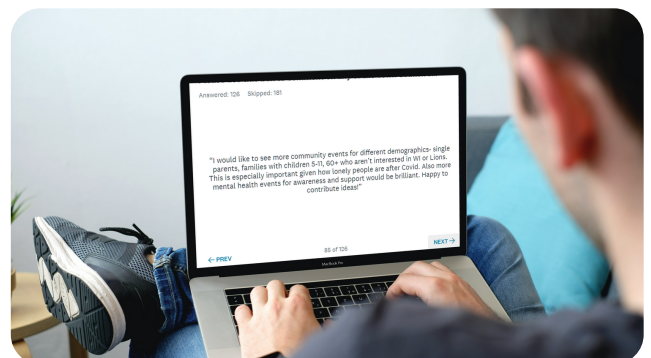 Answered: 126 Skipped: 181
"I would like to see more community events for different demographics- single
parents, families with children 5-11, 60+ who aren't interested in WI or Lions.
This is especially important given how lonely people are after Covid. Also more
mental health events for awareness and support would be brilliant. Happy to
contribute ideas!"
85 of 126
← PREV
NEXT →
MacBook Pro